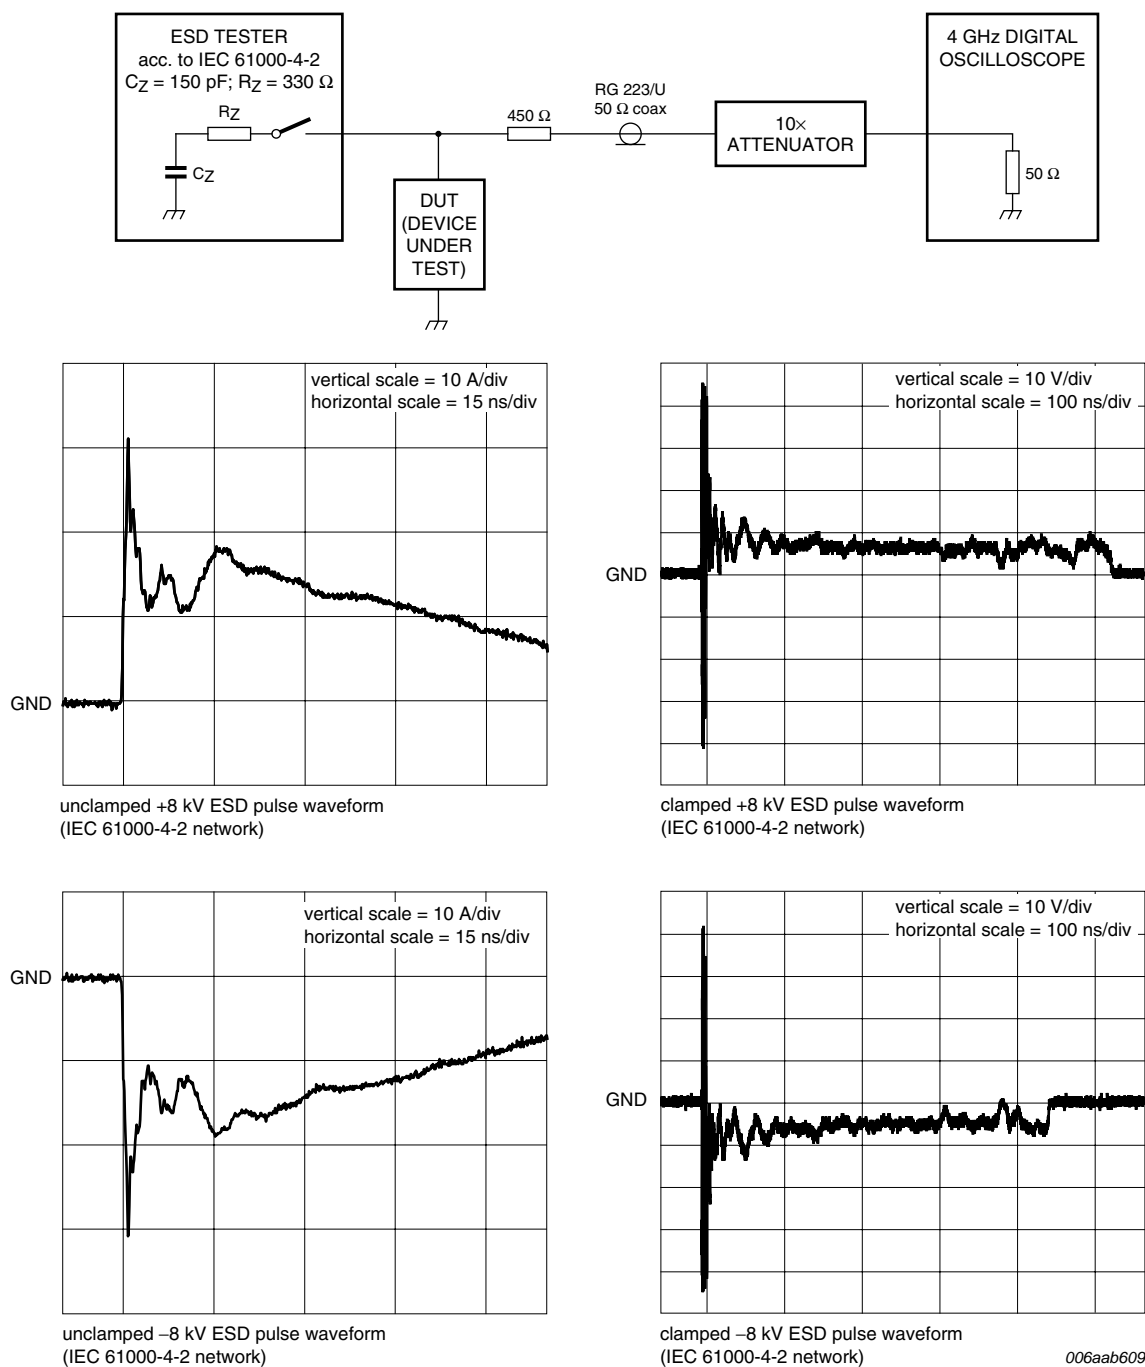 ESD TESTER
acc. to IEC 61000-4-2
CZ = 150 pF; RZ = 330 Ω
RZ
CZ
DUT
(DEVICE
UNDER
TEST)
450 Ω
RG 223/U
50 Ω coax
10×
ATTENUATOR
4 GHz DIGITAL
OSCILLOSCOPE
50 Ω
vertical scale = 10 A/div
horizontal scale = 15 ns/div
GND
unclamped +8 kV ESD pulse waveform
(IEC 61000-4-2 network)
vertical scale = 10 V/div
horizontal scale = 100 ns/div
GND
clamped +8 kV ESD pulse waveform
(IEC 61000-4-2 network)
vertical scale = 10 A/div
horizontal scale = 15 ns/div
GND
unclamped −8 kV ESD pulse waveform
(IEC 61000-4-2 network)
vertical scale = 10 V/div
horizontal scale = 100 ns/div
GND
clamped −8 kV ESD pulse waveform
(IEC 61000-4-2 network)
006aab609